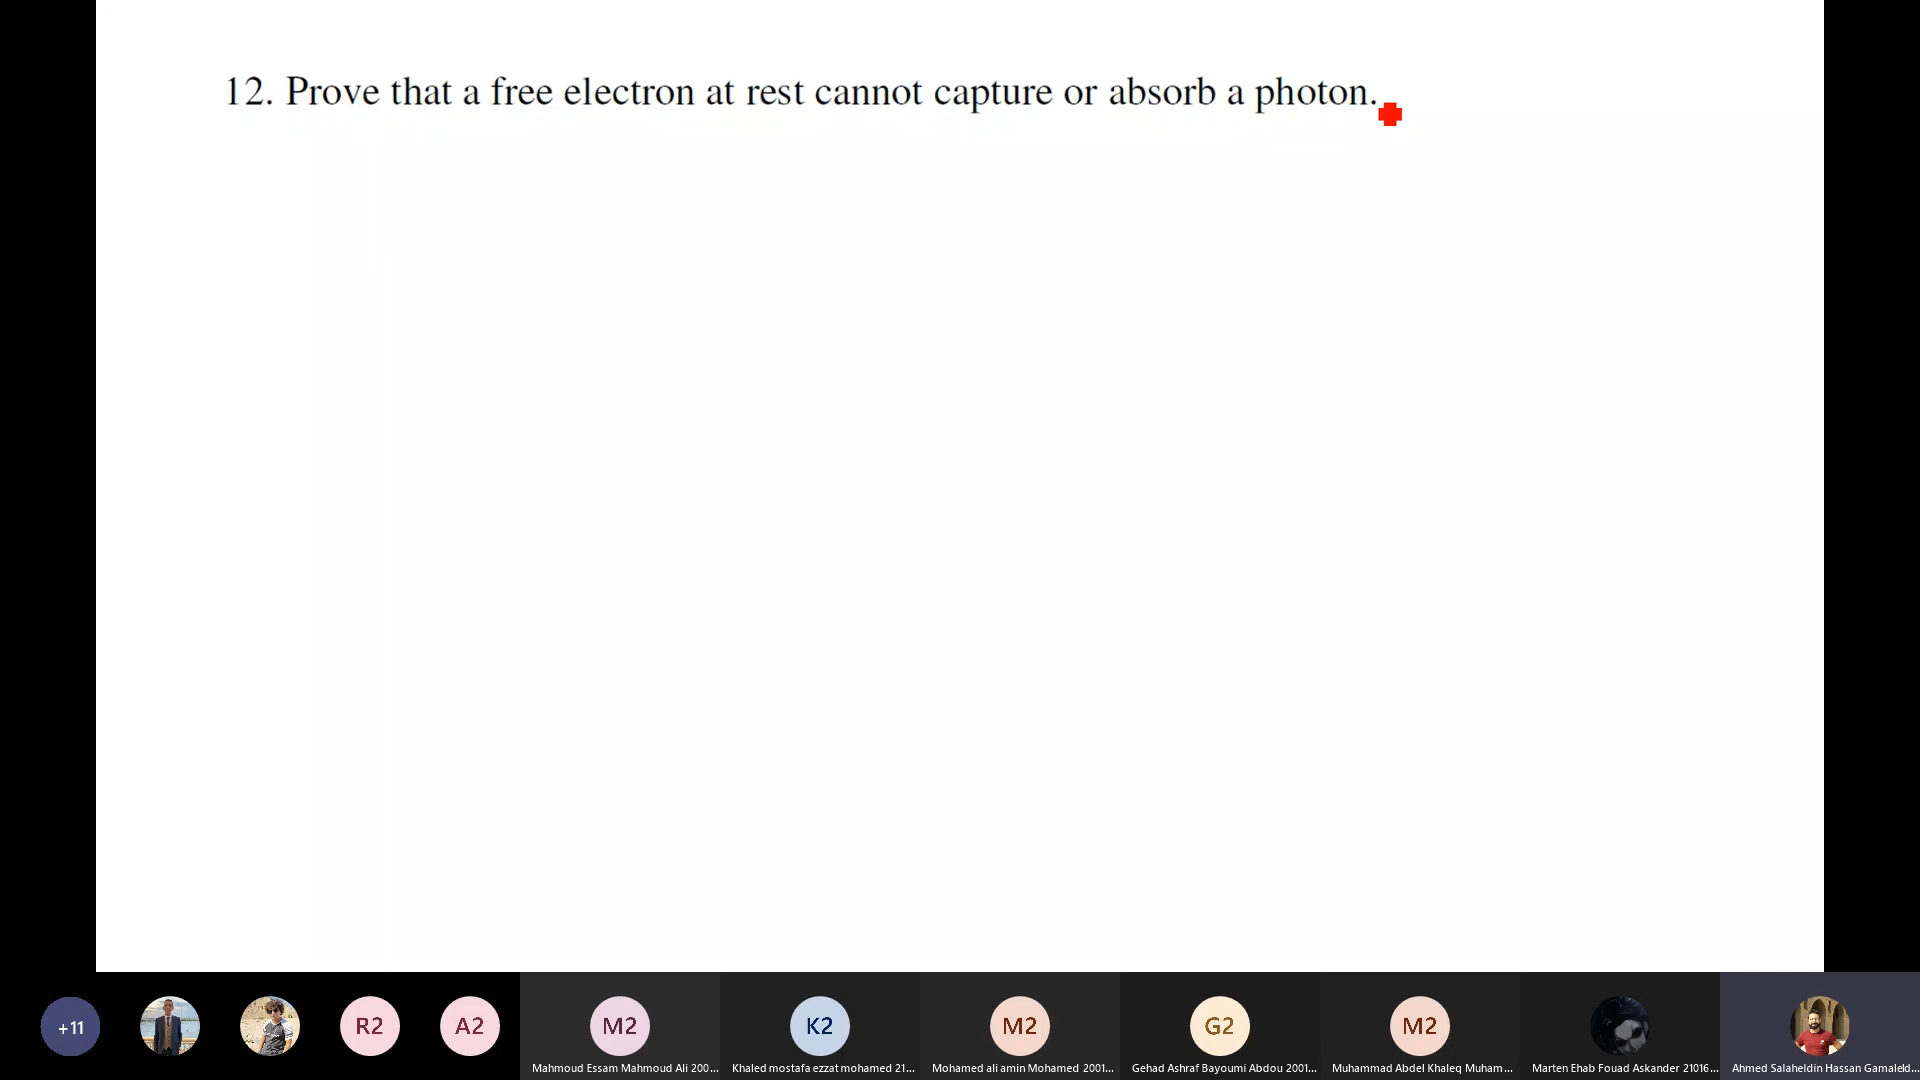 12. Prove that a free electron at rest cannot capture or absorb a photon.
+11
R2
A2
M2
K2
M2
G2
M2
Mahmoud Essam Mahmoud Ali 200...
Khaled mostafa ezzat mohamed 21...
Mohamed ali amin Mohamed 2001...
Gehad Ashraf Bayoumi Abdou 2001...
Muhammad Abdel Khaleq Muham...
Marten Ehab Fouad Askander 21016...
Ahmed Salaheldin Hassan Gamaleld...